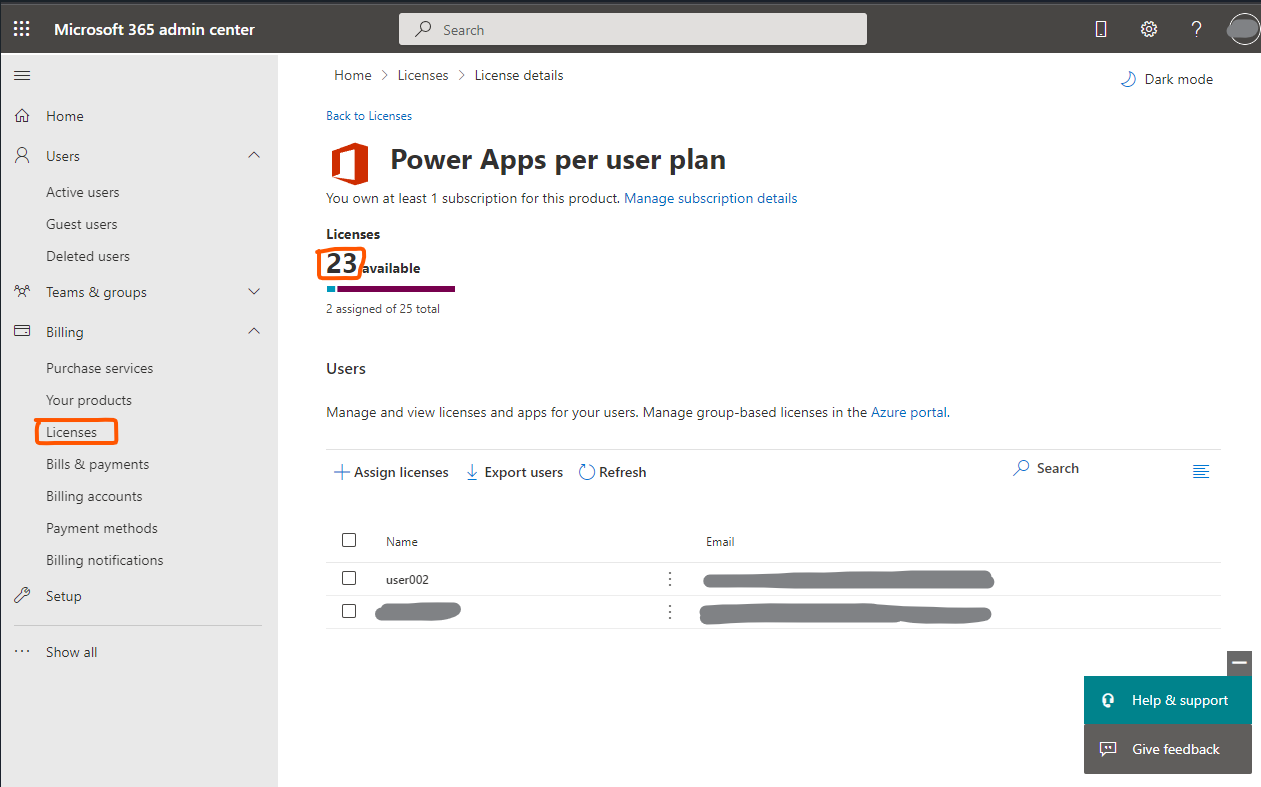 Microsoft 365 admin center
Search
?
Home
Users
Active users
Guest users
Deleted users
Teams & groups
Billing
Purchase services
Your products
Licenses
Bills & payments
Billing accounts
Payment methods
Billing notifications
Setup
Show all
Home > Licenses > License details
Dark mode
Back to Licenses
Power Apps per user plan
You own at least 1 subscription for this product. Manage subscription details
Licenses
23 available
2 assigned of 25 total
Users
Manage and view licenses and apps for your users. Manage group-based licenses in the Azure portal.
Assign licenses Export users Refresh Search
Name Email
user002
Help & support
Give feedback